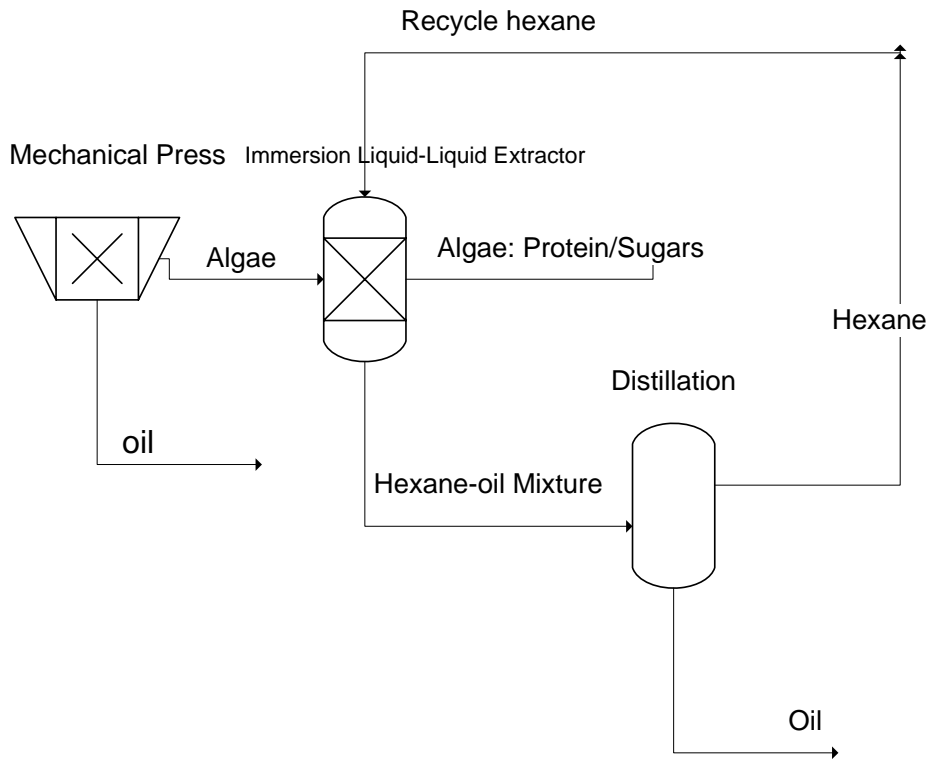 Recycle hexane
Mechanical Press
Immersion Liquid-Liquid Extractor
Algae
Algae: Protein/Sugars
Hexane
Distillation
oil
Hexane-oil Mixture
Oil